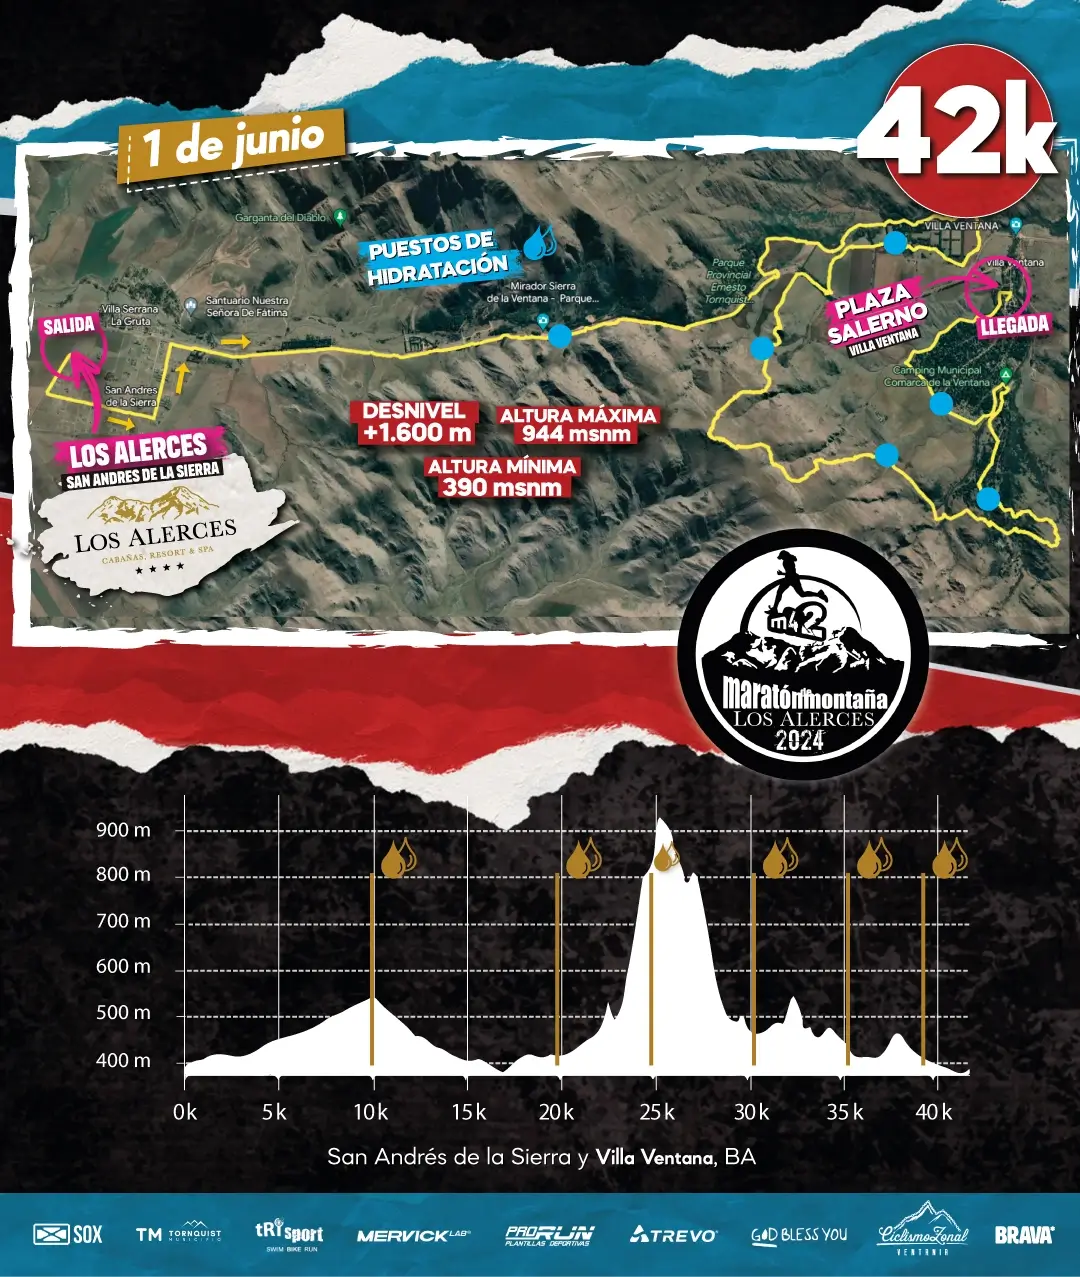 42k
1 de junio
Garganta del Diablo
PUESTOS DE
HIDRATACIÓN
VILLA VENTANA
Villa Ventana
Parque
Provincial
Ernesto
Tornquist...
Mirador Sierra
de la Ventana - Parque...
Santuario Nuestra
Señora De Fátima
Villa Serrana
La Gruta
SALIDA
PLAZA
SALERNO
VILLA VENTANA
LLEGADA
Camping Municipal
Comarca de la Ventana
San Andres
de la Sierra
DESNIVEL
+1.600 m
ALTURA MÁXIMA
944 msnm
ALTURA MÍNIMA
390 msnm
LOS ALERCES
SAN ANDRES DE LA SIERRA
LOS ALERCES
CABAÑAS, RESORT & SPA
m42
maratón de montaña
LOS ALERCES
2024
900 m
800 m
700 m
600 m
500 m
400 m
0k 5k 10k 15k 20k 25k 30k 35k 40k
San Andrés de la Sierra y Villa Ventana, BA
SOX
TM TORNQUIST
MUNICIPIO
tRi sport
SWIM BIKE RUN
MERVICK LAB®
PRORUN
PLANTILLAS DEPORTIVAS
TREVO
GOD BLESS YOU
CiclismoZonal
VENTANIA
BRAVA